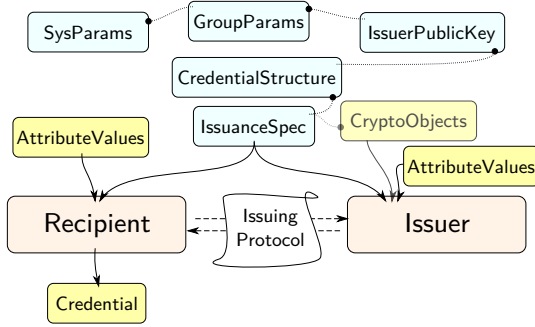 GroupParams
SysParams
IssuerPublicKey
CredentialStructure
IssuanceSpec
CryptoObjects
AttributeValues
AttributeValues
Recipient
Issuing
Protocol
Issuer
Credential